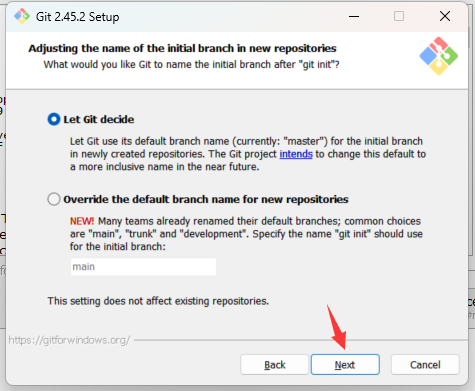 Git 2.45.2 Setup
Adjusting the name of the initial branch in new repositories
What would you like Git to name the initial branch after "git init"?
Let Git decide
Let Git use its default branch name (currently: "master") for the initial branch
in newly created repositories. The Git project intends to change this default to
a more inclusive name in the near future.
Override the default branch name for new repositories
NEW! Many teams already renamed their default branches; common choices
are "main", "trunk" and "development". Specify the name "git init" should use
for the initial branch:
main
This setting does not affect existing repositories.
https://gitforwindows.org/
Back Next Cancel